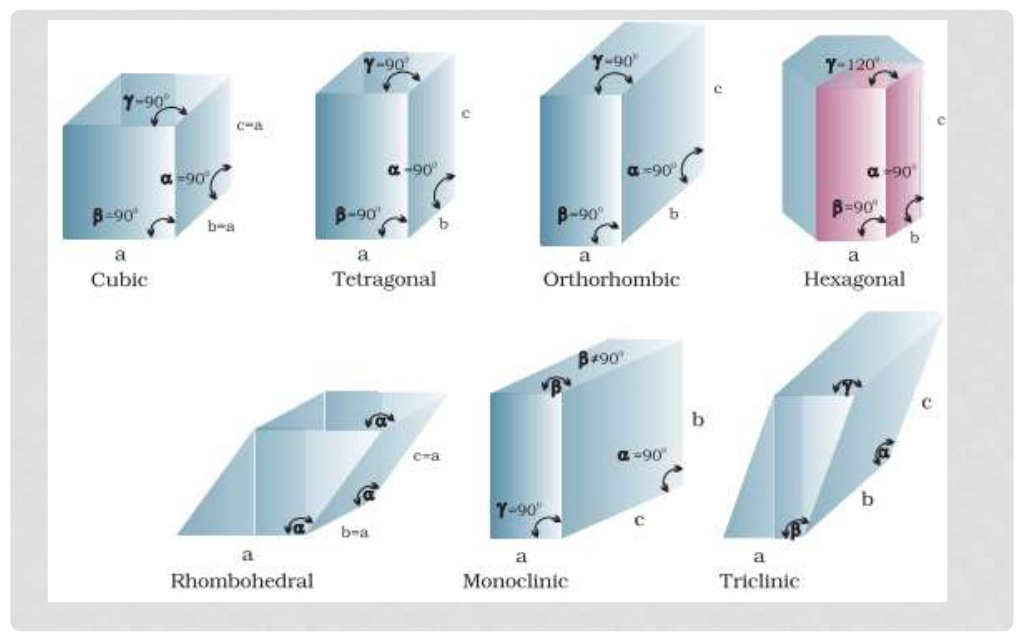 γ=90°
c=a
α=90°
β=90°
b=a
a
Cubic
γ=90°
c
α=90°
β=90°
b
a
Tetragonal
γ=90°
c
α=90°
β=90°
b
a
Orthorhombic
γ=120°
c
α=90°
β=90°
b
a
Hexagonal
α
c=a
α
α
b=a
a
Rhombohedral
β≠90°
β
b
α=90°
γ=90°
c
a
Monoclinic
γ
c
α
b
β
a
Triclinic